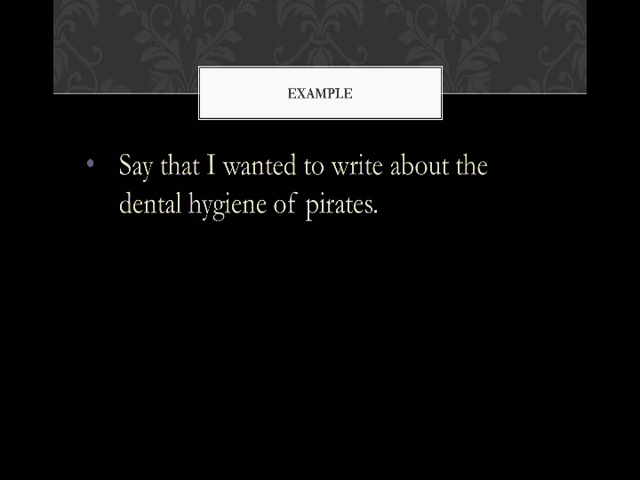 EXAMPLE
• Say that I wanted to write about the
dental hygiene of pirates.